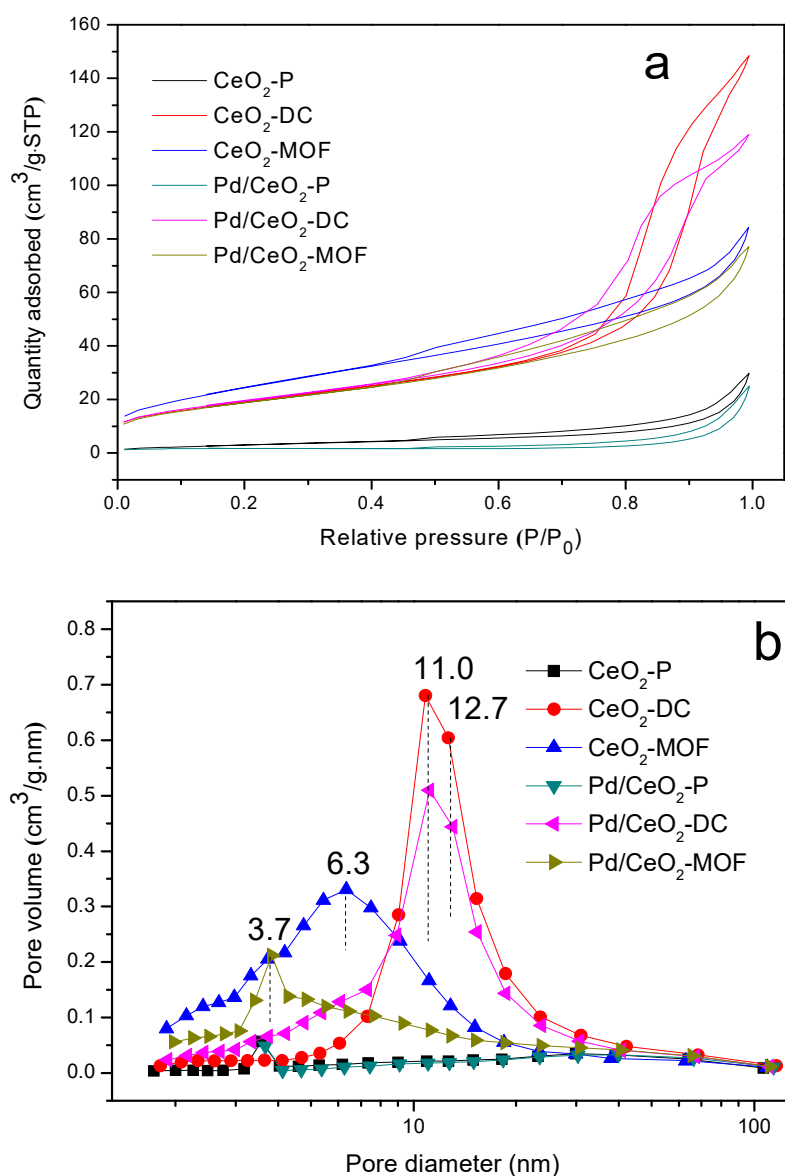 a
160
140
120
100
80
60
40
20
0
Quantity adsorbed (cm³/g·STP)
CeO₂-P
CeO₂-DC
CeO₂-MOF
Pd/CeO₂-P
Pd/CeO₂-DC
Pd/CeO₂-MOF
0.0 0.2 0.4 0.6 0.8 1.0
Relative pressure (P/P₀)
b
0.8
0.7
0.6
0.5
0.4
0.3
0.2
0.1
0.0
Pore volume (cm³/g.nm)
11.0
12.7
6.3
3.7
CeO₂-P
CeO₂-DC
CeO₂-MOF
Pd/CeO₂-P
Pd/CeO₂-DC
Pd/CeO₂-MOF
10 100
Pore diameter (nm)